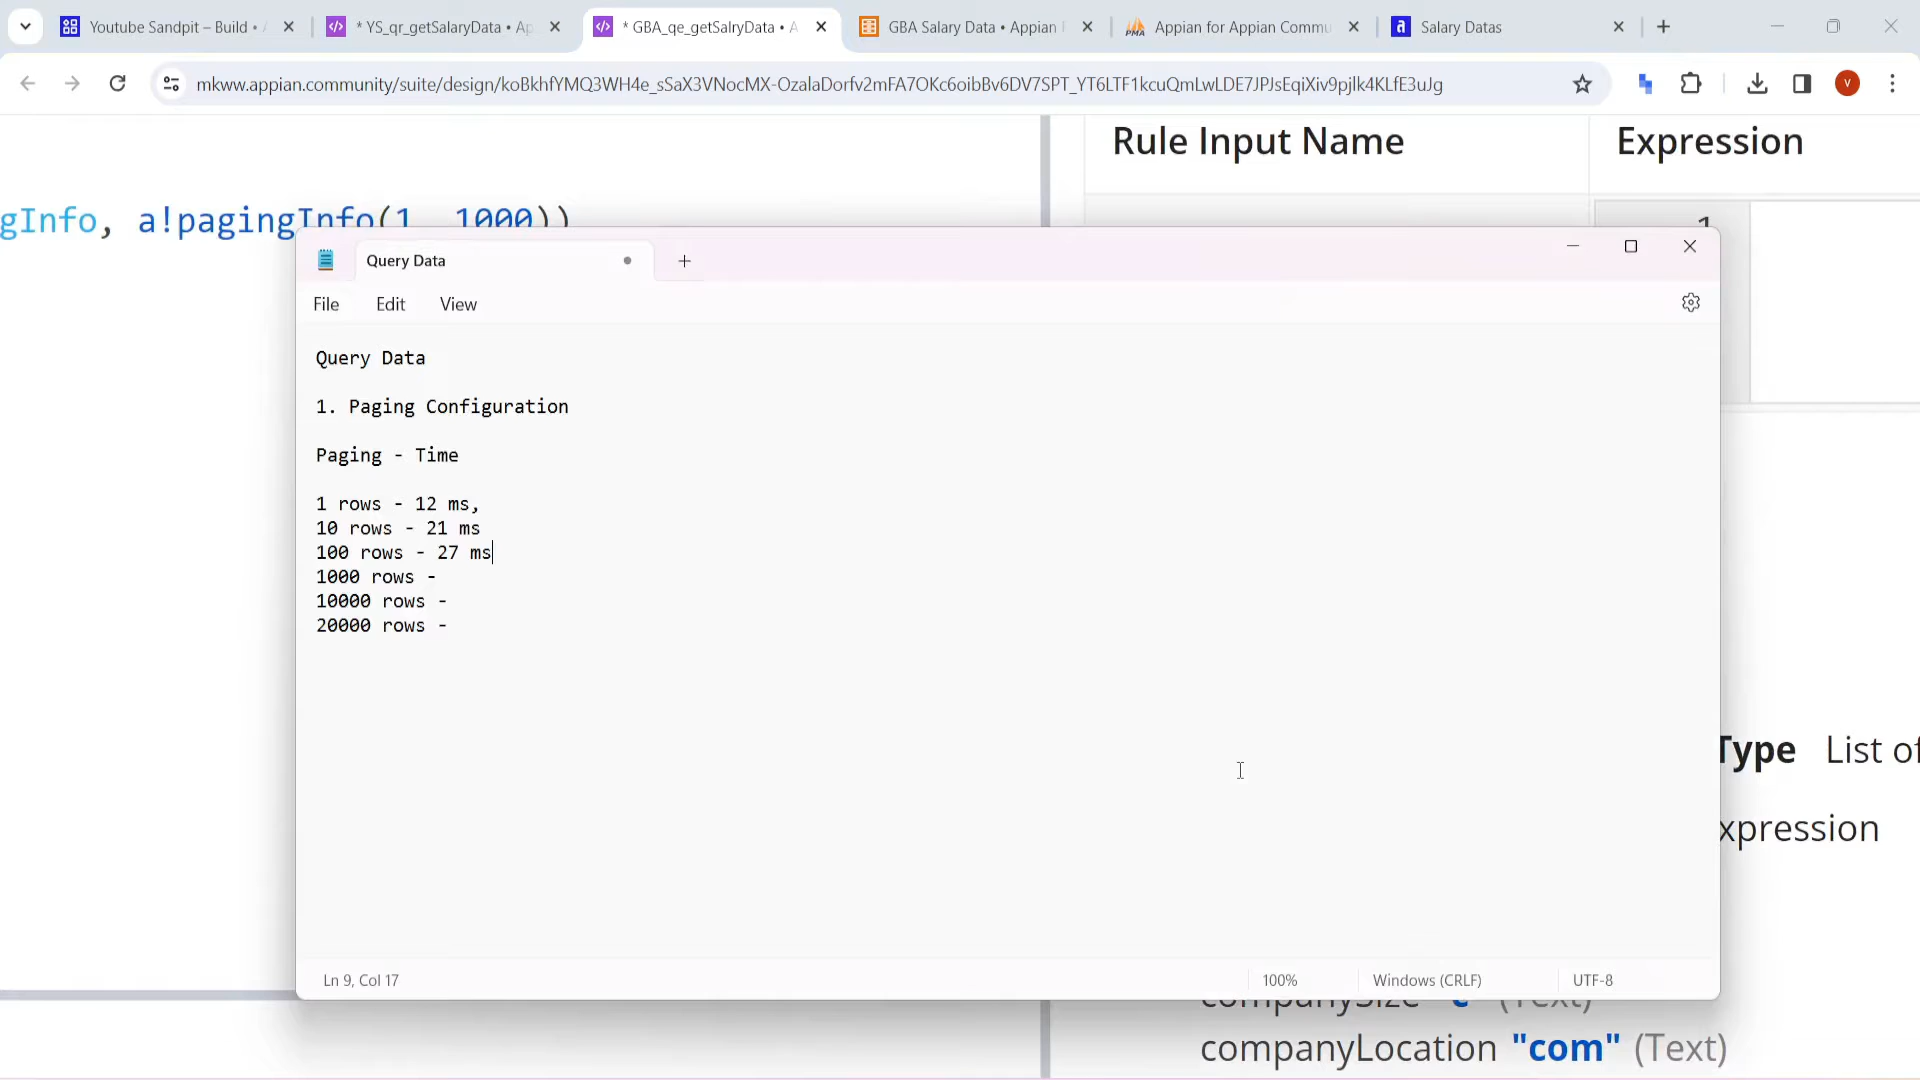 Youtube Sandpit – Build •
* YS_qr_getSalaryData • Ap
* GBA_qe_getSalryData • A
GBA Salary Data • Appian
Appian for Appian Commu
Salary Datas
mkww.appian.community/suite/design/koBkhfYMQ3WH4e_sSaX3VNocMX-OzalaDorfv2mFA7OKc6oibBv6DV7SPT_YT6LTF1kcuQmLwLDE7JPJsEqiXiv9pjlk4KLfE3uJg
V
Rule Input Name
Expression
gInfo, a!pagingInfo(1, 1000))
1
Query Data
File
Edit
View
Query Data
1. Paging Configuration
Paging - Time
1 rows - 12 ms,
10 rows - 21 ms
100 rows - 27 ms
1000 rows -
10000 rows -
20000 rows -
Type List of
xpression
Ln 9, Col 17
100%
Windows (CRLF)
UTF-8
companySize "c" (Text)
companyLocation "com" (Text)